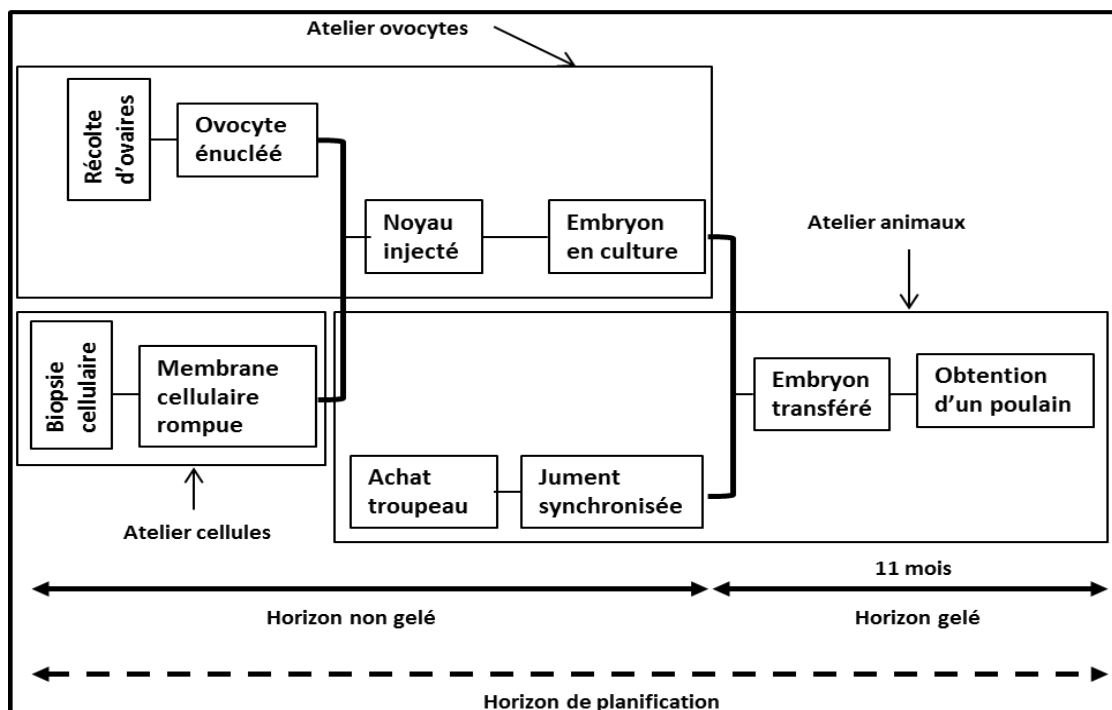 Atelier ovocytes
Récolte
d'ovaires
Ovocyte
énucléé
Noyau
injecté
Embryon
en culture
Atelier animaux
Biopsie
cellulaire
Membrane
cellulaire
rompue
Embryon
transféré
Obtention
d'un poulain
Achat
troupeau
Jument
synchronisée
Atelier cellules
11 mois
Horizon non gelé
Horizon gelé
Horizon de planification